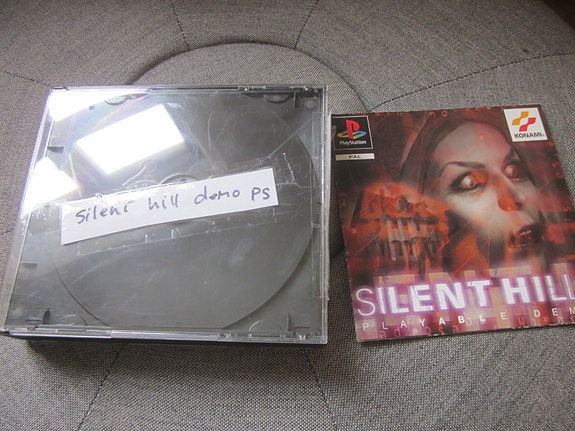 silent hill demo ps
PlayStation
PAL
KONAMI
SILENT HILL
PLAYABLE DEM